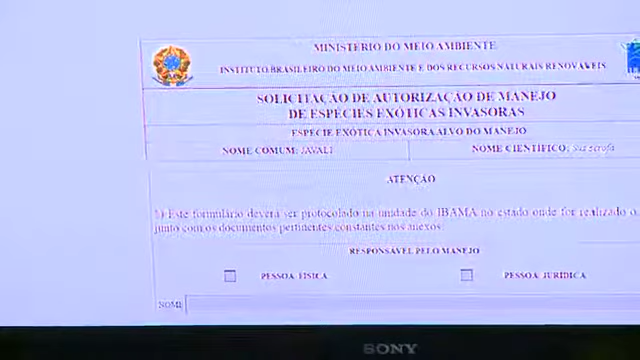 MINISTÉRIO DO MEIO AMBIENTE
INSTITUTO BRASILEIRO DO MEIO AMBIENTE E DOS RECURSOS NATURAIS RENOVÁVEIS
SOLICITAÇÃO DE AUTORIZAÇÃO DE MANEJO
DE ESPÉCIES EXÓTICAS INVASORAS
ESPÉCIE EXÓTICA INVASORA ALVO DO MANEJO
NOME COMUM: JAVALI NOME CIENTÍFICO: Sus scrofa
ATENÇÃO
1) Este formulário deverá ser protocolado na unidade do IBAMA no estado onde for realizado o
junto com os documentos pertinentes constantes nos anexos.
RESPONSÁVEL PELO MANEJO
PESSOA FÍSICA PESSOA JURÍDICA
NOME
SONY